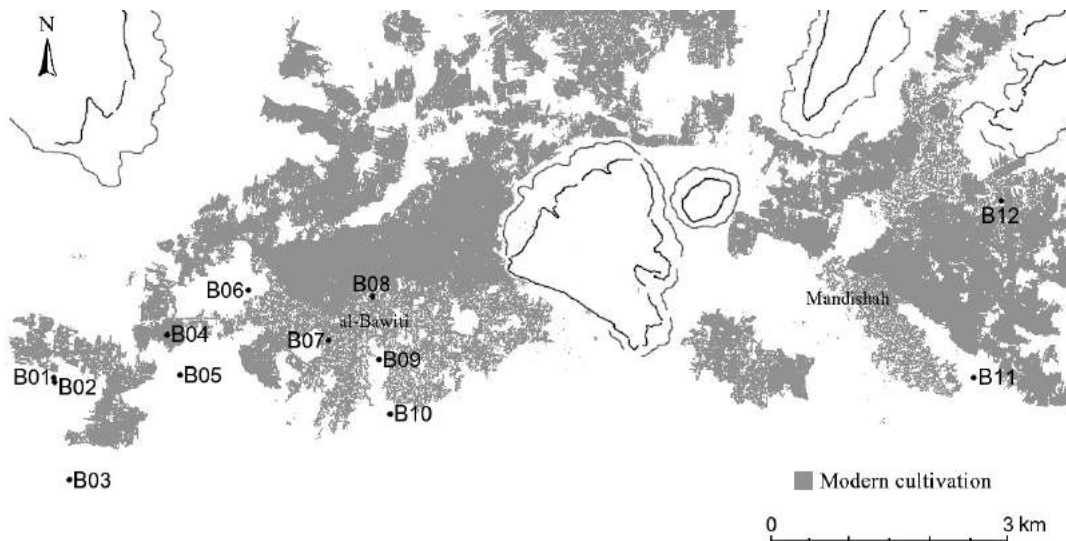 N
B12
B06
B08
Mandishah
al-Bawiti
B04
B07
B09
B01
B02
B05
B11
B10
B03
Modern cultivation
0 3 km